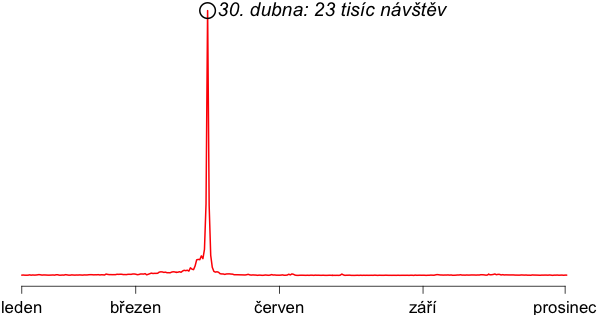 30. dubna: 23 tisíc návštěv
leden březen červen září prosinec